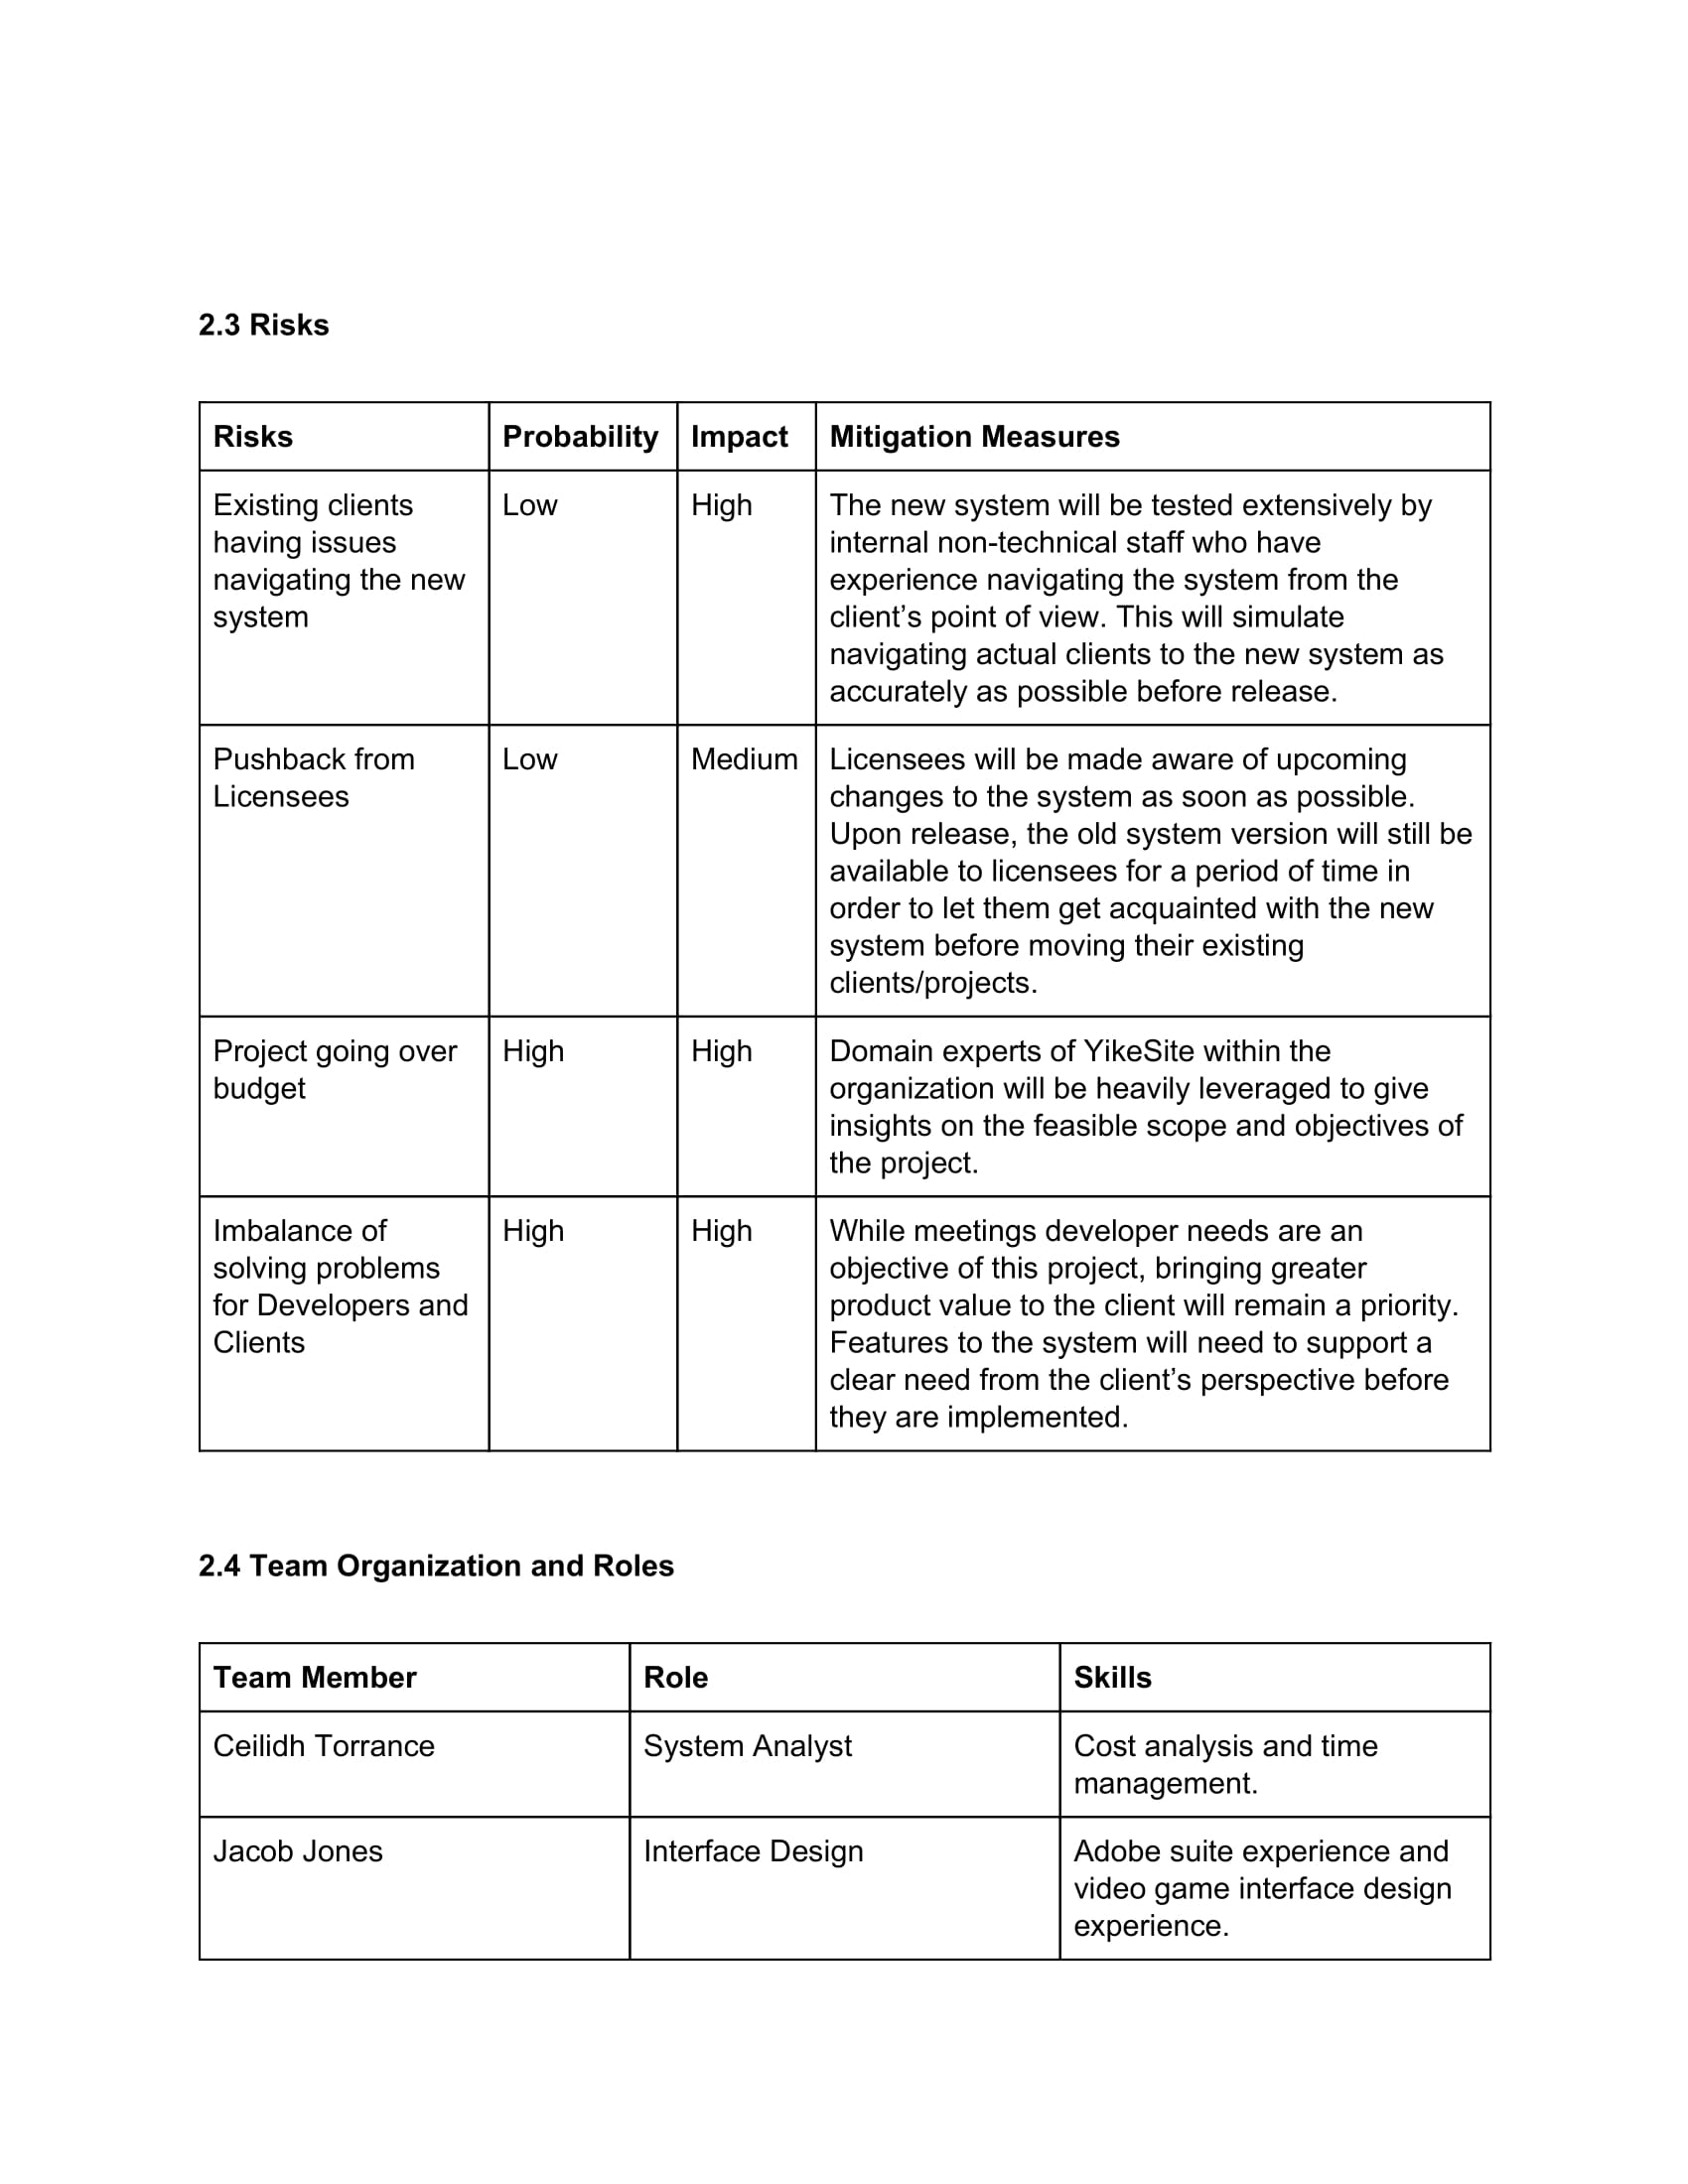 2.3 Risks
Risks Probability Impact Mitigation Measures
Existing clients
having issues
navigating the new
system
Low
High
The new system will be tested extensively by
internal non-technical staff who have
experience navigating the system from the
client’s point of view. This will simulate
navigating actual clients to the new system as
accurately as possible before release.
Pushback from
Licensees
Low
Medium
Licensees will be made aware of upcoming
changes to the system as soon as possible.
Upon release, the old system version will still be
available to licensees for a period of time in
order to let them get acquainted with the new
system before moving their existing
clients/projects.
Project going over
budget
High
High
Domain experts of YikeSite within the
organization will be heavily leveraged to give
insights on the feasible scope and objectives of
the project.
Imbalance of
solving problems
for Developers and
Clients
High
High
While meetings developer needs are an
objective of this project, bringing greater
product value to the client will remain a priority.
Features to the system will need to support a
clear need from the client’s perspective before
they are implemented.
2.4 Team Organization and Roles
Team Member Role Skills
Ceilidh Torrance
System Analyst
Cost analysis and time
management.
Jacob Jones
Interface Design
Adobe suite experience and
video game interface design
experience.